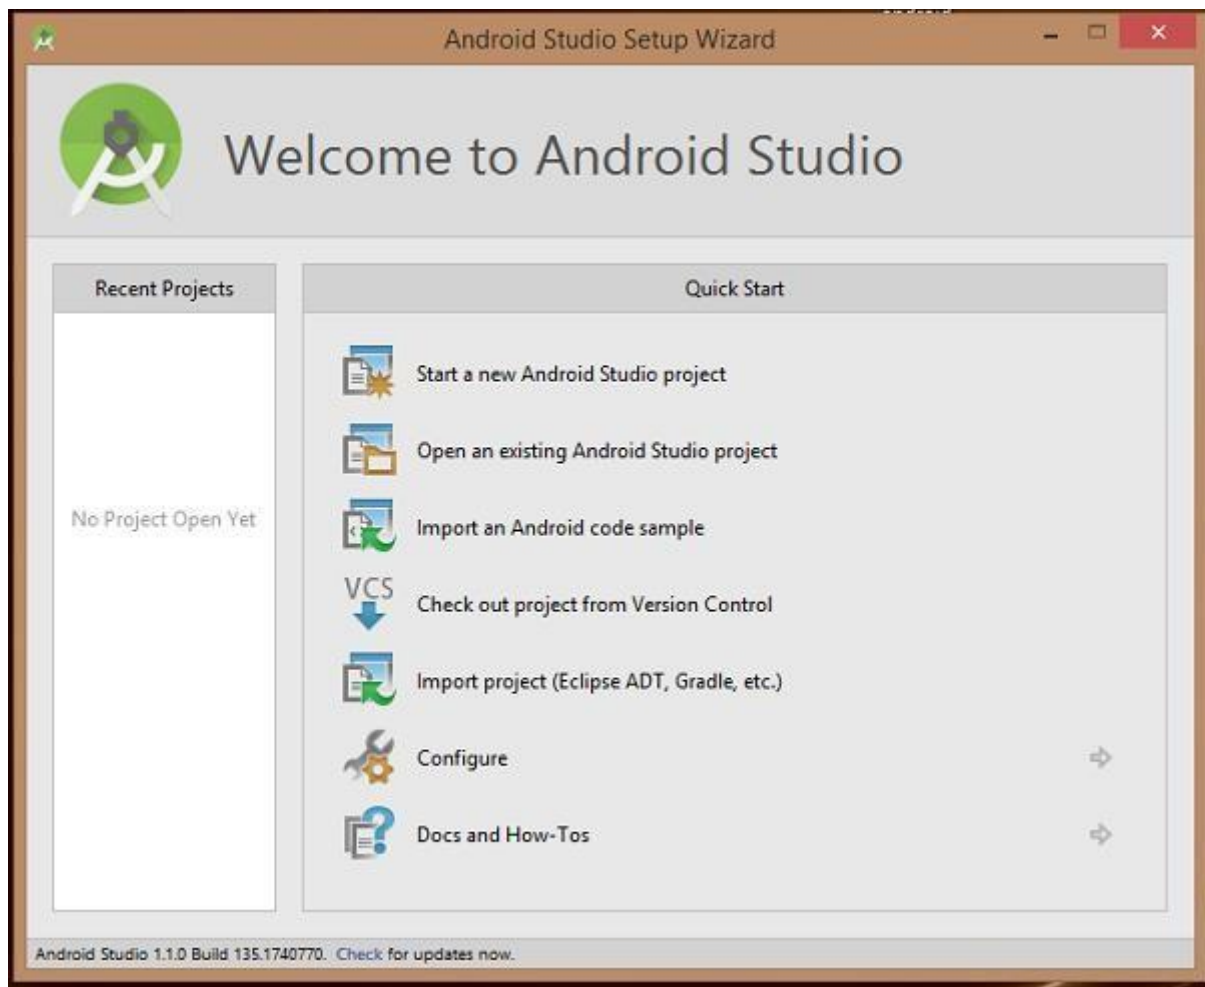 Android Studio Setup Wizard
Welcome to Android Studio
Recent Projects
No Project Open Yet
Quick Start
Start a new Android Studio project
Open an existing Android Studio project
Import an Android code sample
VCS
Check out project from Version Control
Import project (Eclipse ADT, Gradle, etc.)
Configure
Docs and How-Tos
Android Studio 1.1.0 Build 135.1740770. Check for updates now.